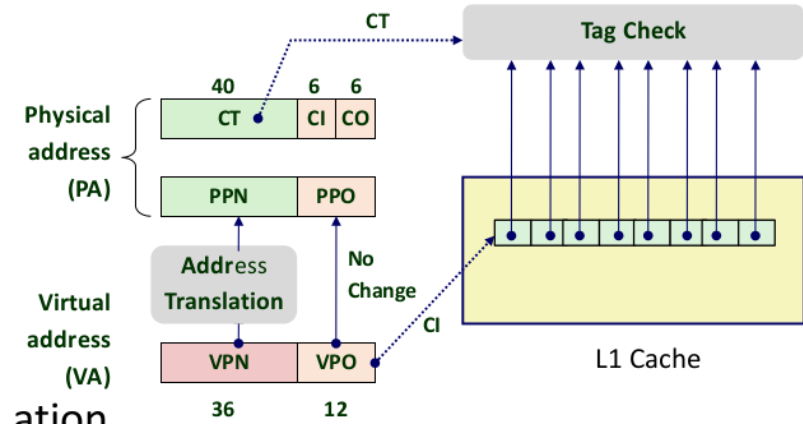 CT
Tag Check
40 6 6
Physical
address
(PA)
CT CI CO
PPN PPO
Address
Translation
No
Change
Virtual
address
(VA)
VPN VPO
CI
L1 Cache
36 12
ation